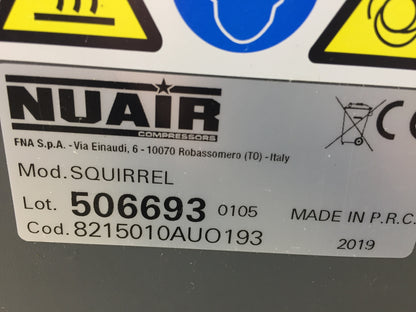 NUAIR
COMPRESSORS
FNA S.p.A. - Via Einaudi, 6 - 10070 Robassomero (TO) - Italy
Mod.SQUIRREL
Lot. 506693 0105 MADE IN P.R.C.
Cod.8215010AUO193 2019
CE